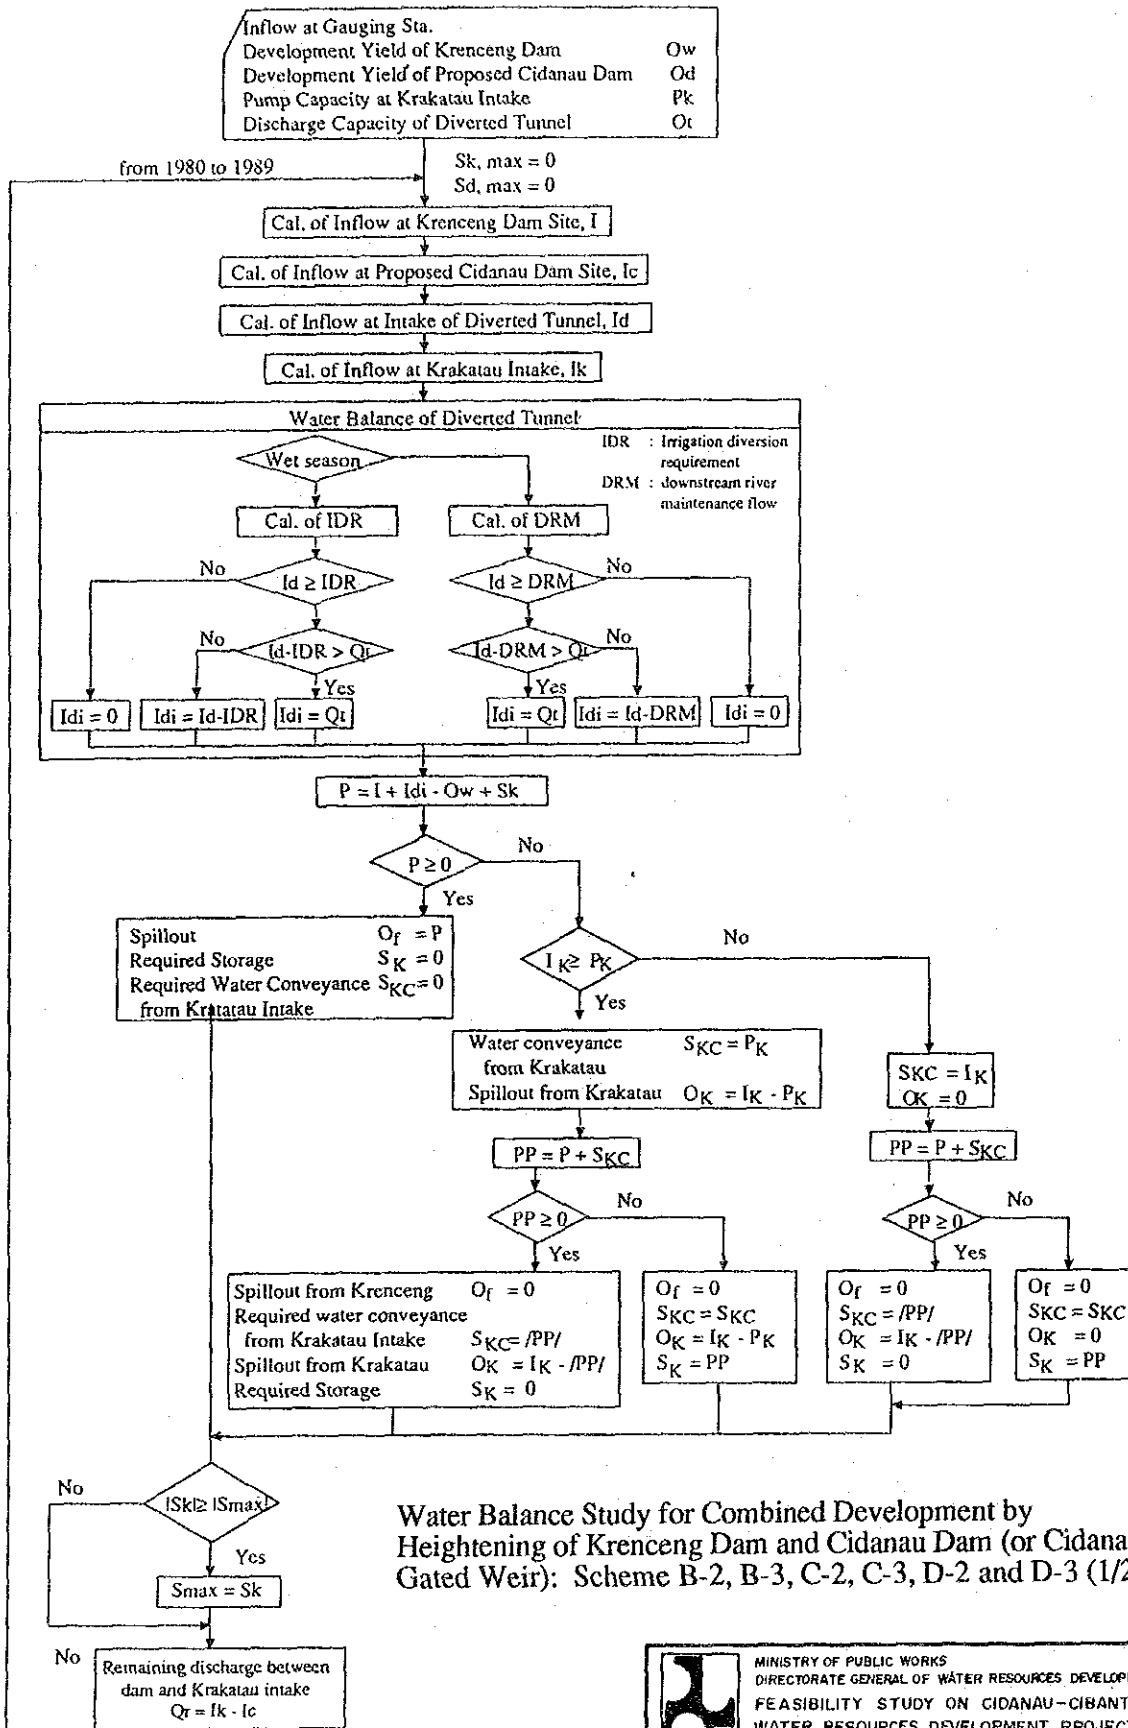 Inflow at Gauging Sta.
Development Yield of Krenceng Dam Ow
Development Yield of Proposed Cidanau Dam Od
Pump Capacity at Krakatau Intake Pk
Discharge Capacity of Diverted Tunnel Ot
from 1980 to 1989
Sk, max = 0
Sd, max = 0
Cal. of Inflow at Krenceng Dam Site, I
Cal. of Inflow at Proposed Cidanau Dam Site, Ic
Cal. of Inflow at Intake of Diverted Tunnel, Id
Cal. of Inflow at Krakatau Intake, Ik
Water Balance of Diverted Tunnel
IDR : Irrigation diversion
requirement
DRM : downstream river
maintenance flow
Wet season
Cal. of IDR
Cal. of DRM
No
Id ≥ IDR
Id ≥ DRM
No
No
Id-IDR > Qt
Id-DRM > Qt
No
Yes
Yes
Idi = 0
Idi = Id-IDR
Idi = Qt
Idi = Qt
Idi = Id-DRM
Idi = 0
P = I + Idi - Ow + Sk
P ≥ 0
No
Yes
Spillout Of = P
Required Storage SK = 0
Required Water Conveyance SKC = 0
from Kratatau Intake
IK ≥ PK
No
Yes
Water conveyance SKC = PK
from Krakatau
Spillout from Krakatau OK = IK - PK
SKC = IK
OK = 0
PP = P + SKC
PP = P + SKC
PP ≥ 0
No
Yes
PP ≥ 0
No
Yes
Spillout from Krenceng Of = 0
Required water conveyance
from Krakatau Intake SKC = /PP/
Spillout from Krakatau OK = IK - /PP/
Required Storage SK = 0
Of = 0
SKC = SKC
OK = IK - PK
SK = PP
Of = 0
SKC = /PP/
OK = IK - /PP/
SK = 0
Of = 0
SKC = SKC
OK = 0
SK = PP
No
|Sk| ≥ |Smax|
Yes
Smax = Sk
No
Remaining discharge between
dam and Krakatau intake
Qr = Ik - Ic
Water Balance Study for Combined Development by
Heightening of Krenceng Dam and Cidanau Dam (or Cidana
Gated Weir): Scheme B-2, B-3, C-2, C-3, D-2 and D-3 (1/2
MINISTRY OF PUBLIC WORKS
DIRECTORATE GENERAL OF WATER RESOURCES DEVELOP
FEASIBILITY STUDY ON CIDANAU-CIBANT
WATER RESOURCES DEVELOPMENT PROJECT